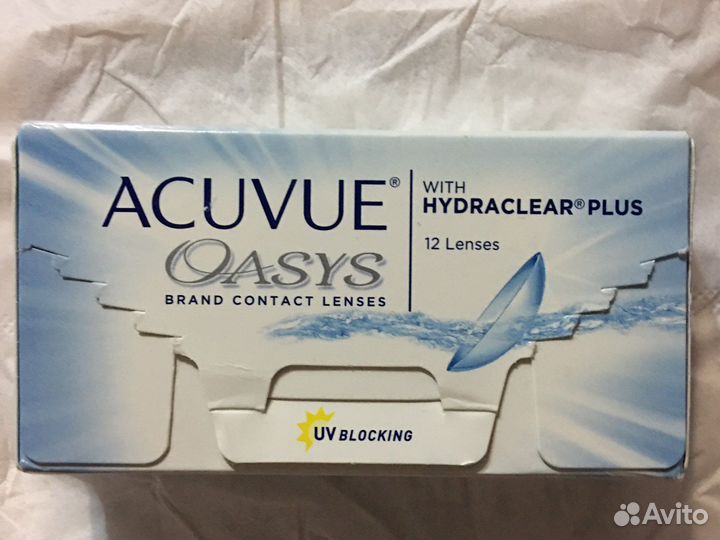 ACUVUE®
OASYS
BRAND CONTACT LENSES
WITH
HYDRACLEAR® PLUS
12 Lenses
UV BLOCKING
Avito